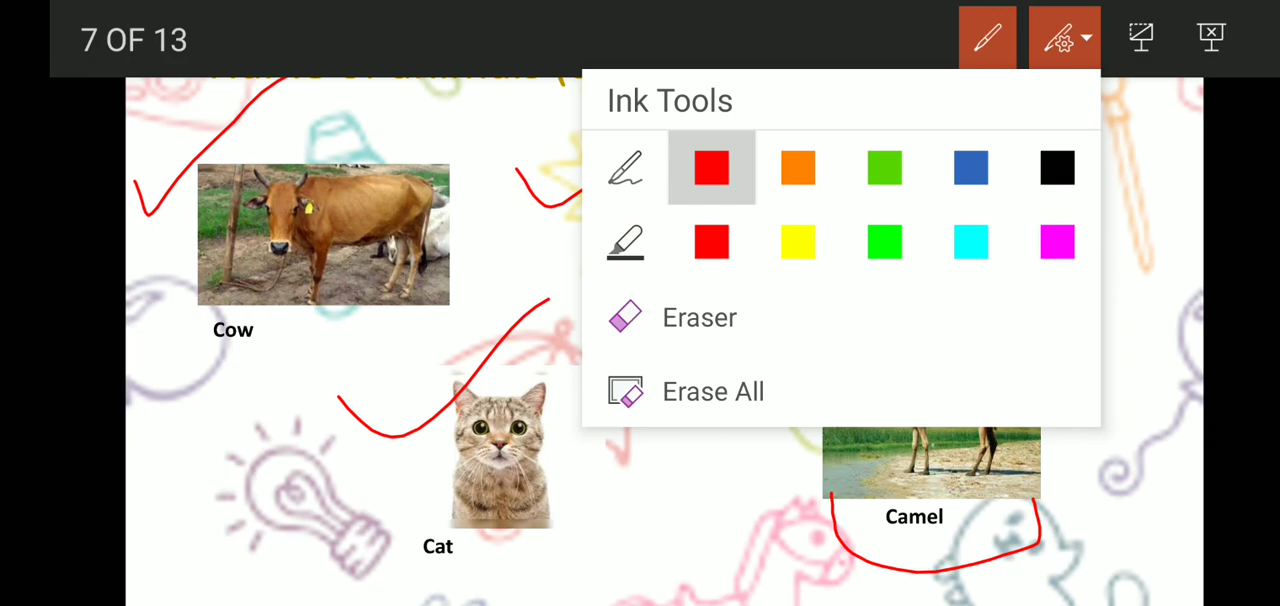 7 OF 13
Ink Tools
Cow
Eraser
Erase All
Camel
Cat